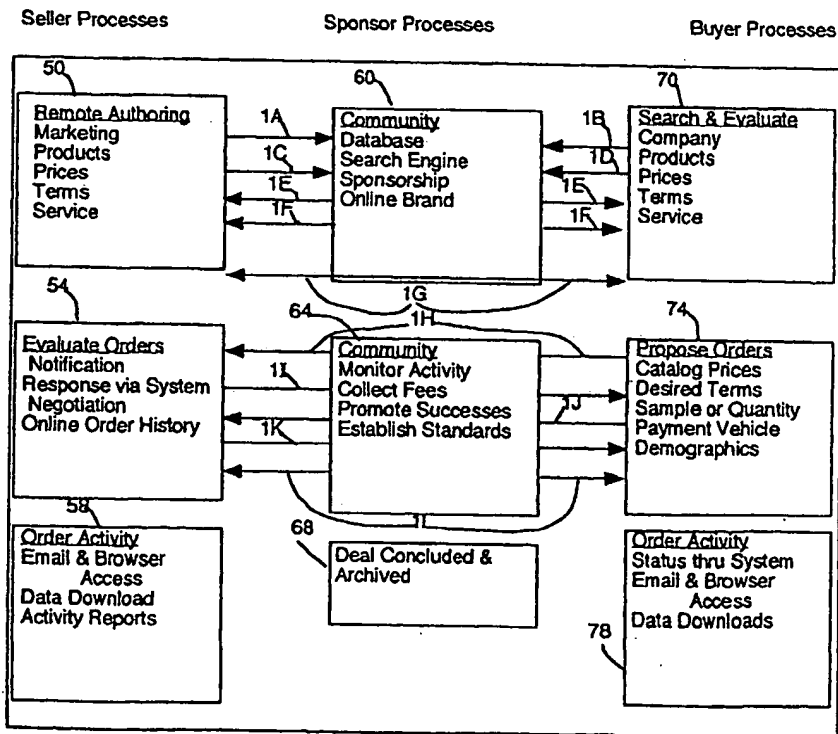 Seller Processes
Sponsor Processes
Buyer Processes
50
60
70
Remote Authoring
Marketing
Products
Prices
Terms
Service
1A
1C
1E
1F
Community
Database
Search Engine
Sponsorship
Online Brand
1B
1D
1E
1F
Search & Evaluate
Company
Products
Prices
Terms
Service
1G
1H
54
64
74
Evaluate Orders
Notification
Response via System
Negotiation
Online Order History
1I
1K
Community
Monitor Activity
Collect Fees
Promote Successes
Establish Standards
1J
Propose Orders
Catalog Prices
Desired Terms
Sample or Quantity
Payment Vehicle
Demographics
58
68
78
Order Activity
Email & Browser
Access
Data Download
Activity Reports
Deal Concluded &
Archived
Order Activity
Status thru System
Email & Browser
Access
Data Downloads